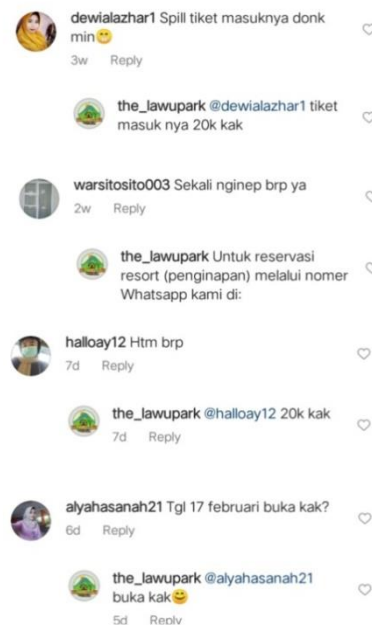 dewialazhar1 Spill tiket masuknya donk
min😁
3w Reply
the_lawupark @dewialazhar1 tiket
masuk nya 20k kak
warsitosito003 Sekali nginep brp ya
2w Reply
the_lawupark Untuk reservasi
resort (penginapan) melalui nomer
Whatsapp kami di:
halloay12 Htm brp
7d Reply
the_lawupark @halloay12 20k kak
7d Reply
alyahasanah21 Tgl 17 februari buka kak?
6d Reply
the_lawupark @alyahasanah21
buka kak😊
5d Reply